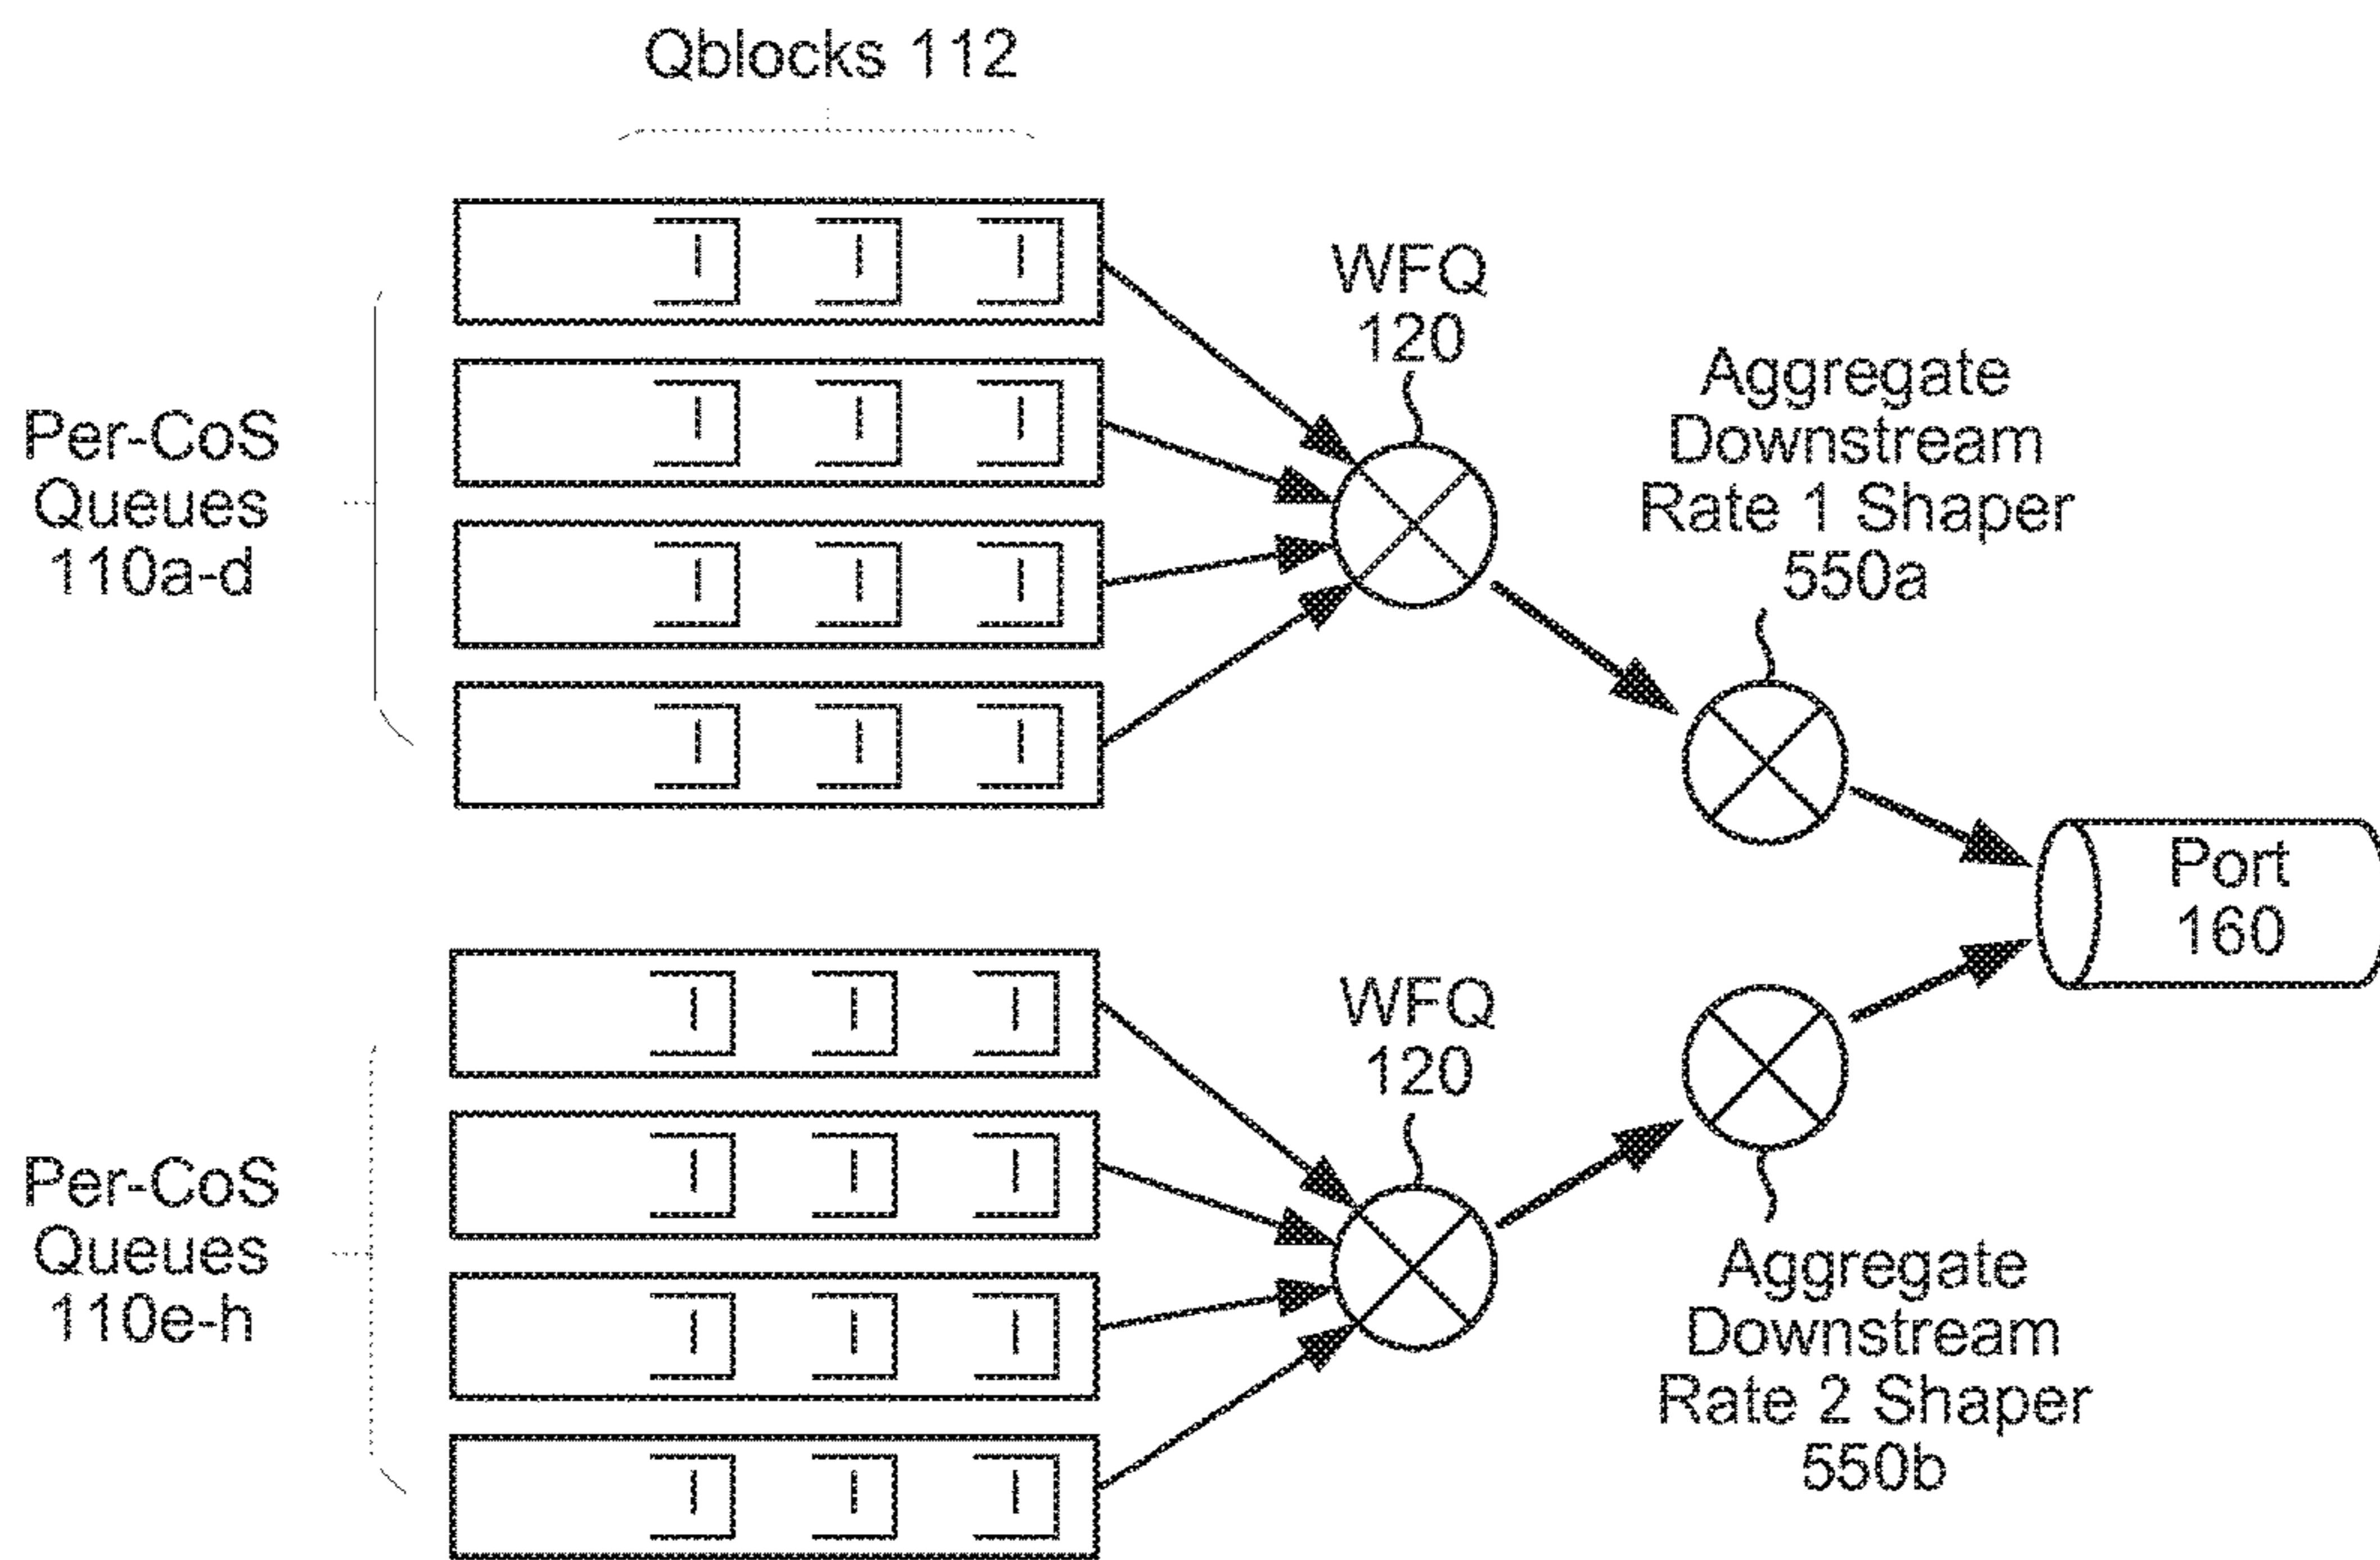 Qblocks 112
Per-CoS
Queues
110a-d
WFQ
120
Aggregate
Downstream
Rate 1 Shaper
550a
Port
160
Per-CoS
Queues
110e-h
WFQ
120
Aggregate
Downstream
Rate 2 Shaper
550b